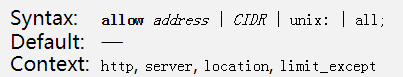 Syntax: allow address | CIDR | unix: | all;
Default: —
Context: http, server, location, limit_except